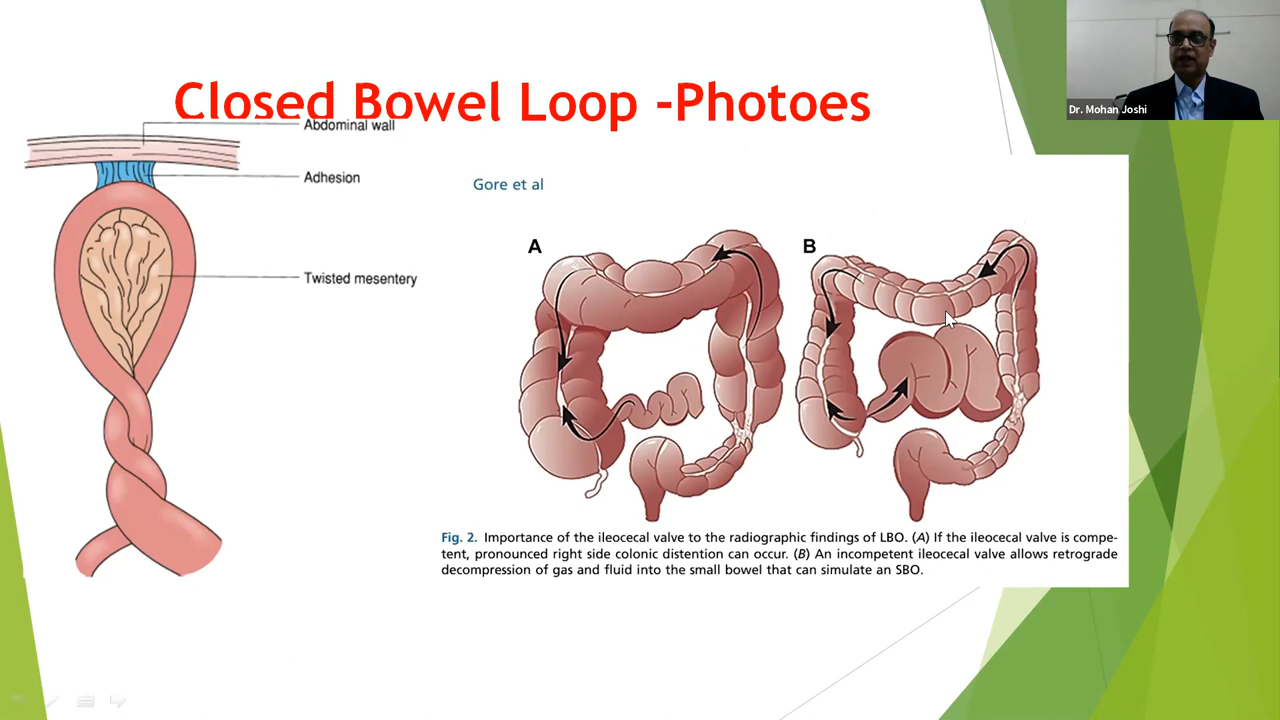 Closed Bowel Loop -Photoes
Dr. Mohan Joshi
Abdominal wall
Adhesion
Twisted mesentery
Gore et al
A
B
Fig. 2. Importance of the ileocecal valve to the radiographic findings of LBO. (A) If the ileocecal valve is compe-
tent, pronounced right side colonic distention can occur. (B) An incompetent ileocecal valve allows retrograde
decompression of gas and fluid into the small bowel that can simulate an SBO.